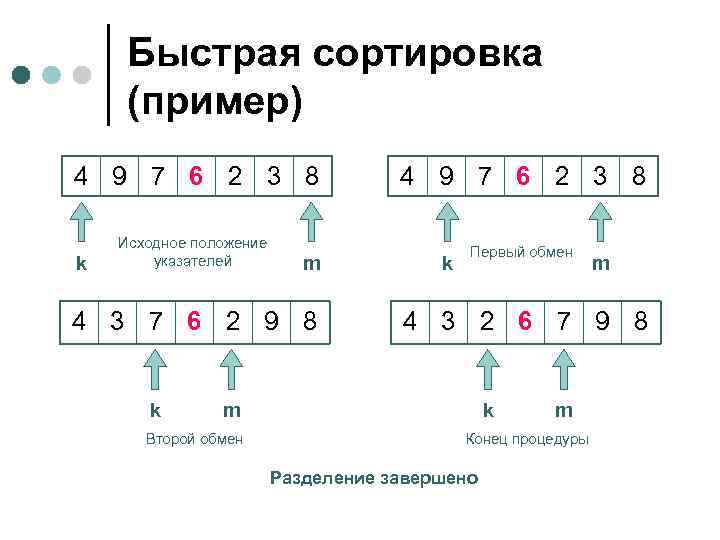 Быстрая сортировка
(пример)
4 9 7 6 2 3 8
k
Исходное положение
указателей
m
4 9 7 6 2 3 8
k
Первый обмен
m
4 3 7 6 2 9 8
k m
Второй обмен
4 3 2 6 7 9 8
k m
Конец процедуры
Разделение завершено